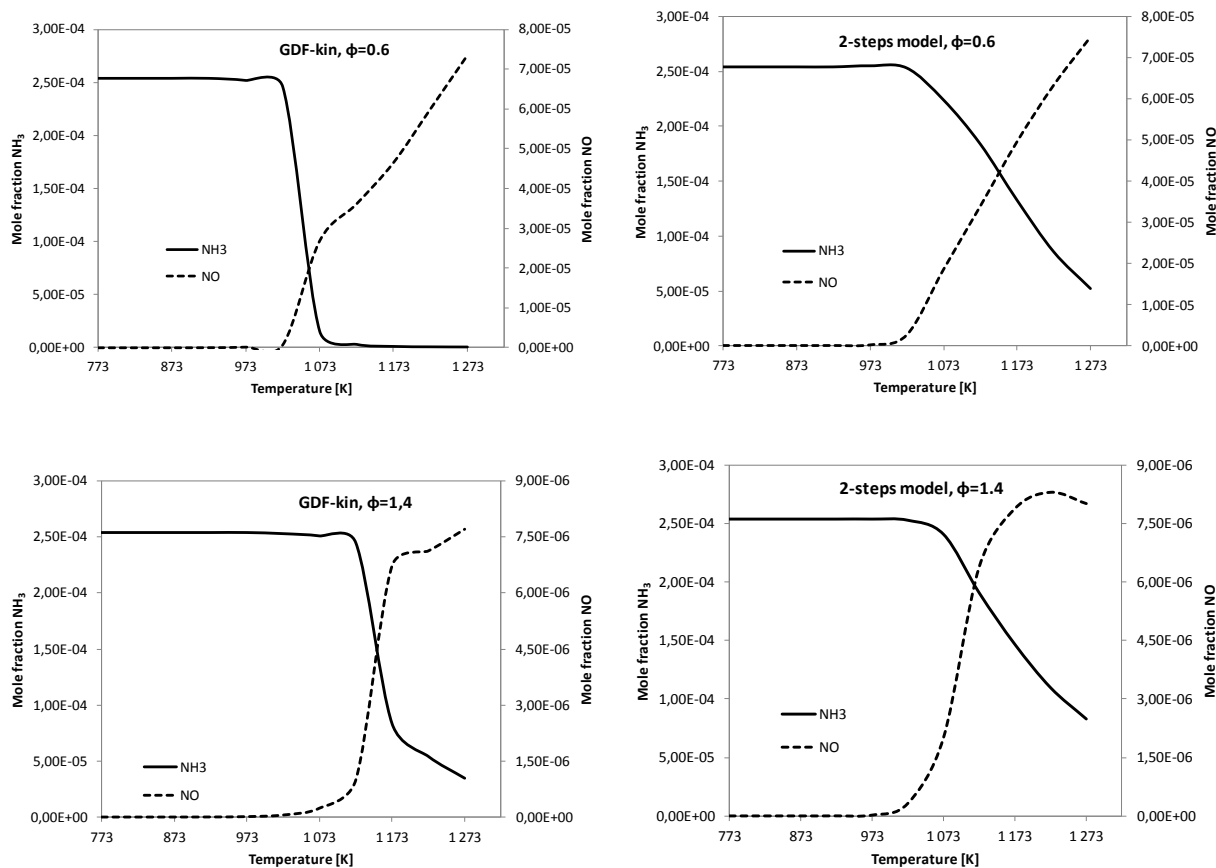 GDF-kin, ϕ=0.6
3,00E-04
2,50E-04
2,00E-04
1,50E-04
1,00E-04
5,00E-05
0,00E+00
Mole fraction NH₃
8,00E-05
7,00E-05
6,00E-05
5,00E-05
4,00E-05
3,00E-05
2,00E-05
1,00E-05
0,00E+00
Mole fraction NO
NH3
NO
773 873 973 1 073 1 173 1 273
Temperature [K]
2-steps model, ϕ=0.6
3,00E-04
2,50E-04
2,00E-04
1,50E-04
1,00E-04
5,00E-05
0,00E+00
Mole fraction NH₃
8,00E-05
7,00E-05
6,00E-05
5,00E-05
4,00E-05
3,00E-05
2,00E-05
1,00E-05
0,00E+00
Mole fraction NO
NH3
NO
773 873 973 1 073 1 173 1 273
Temperature [K]
GDF-kin, ϕ=1,4
3,00E-04
2,50E-04
2,00E-04
1,50E-04
1,00E-04
5,00E-05
0,00E+00
Mole fraction NH₃
9,00E-06
7,50E-06
6,00E-06
4,50E-06
3,00E-06
1,50E-06
0,00E+00
Mole fraction NO
NH3
NO
773 873 973 1 073 1 173 1 273
Temperature [K]
2-steps model, ϕ=1.4
3,00E-04
2,50E-04
2,00E-04
1,50E-04
1,00E-04
5,00E-05
0,00E+00
Mole fraction NH₃
9,00E-06
7,50E-06
6,00E-06
4,50E-06
3,00E-06
1,50E-06
0,00E+00
Mole fraction NO
NH3
NO
773 873 973 1 073 1 173 1 273
Temperature [K]